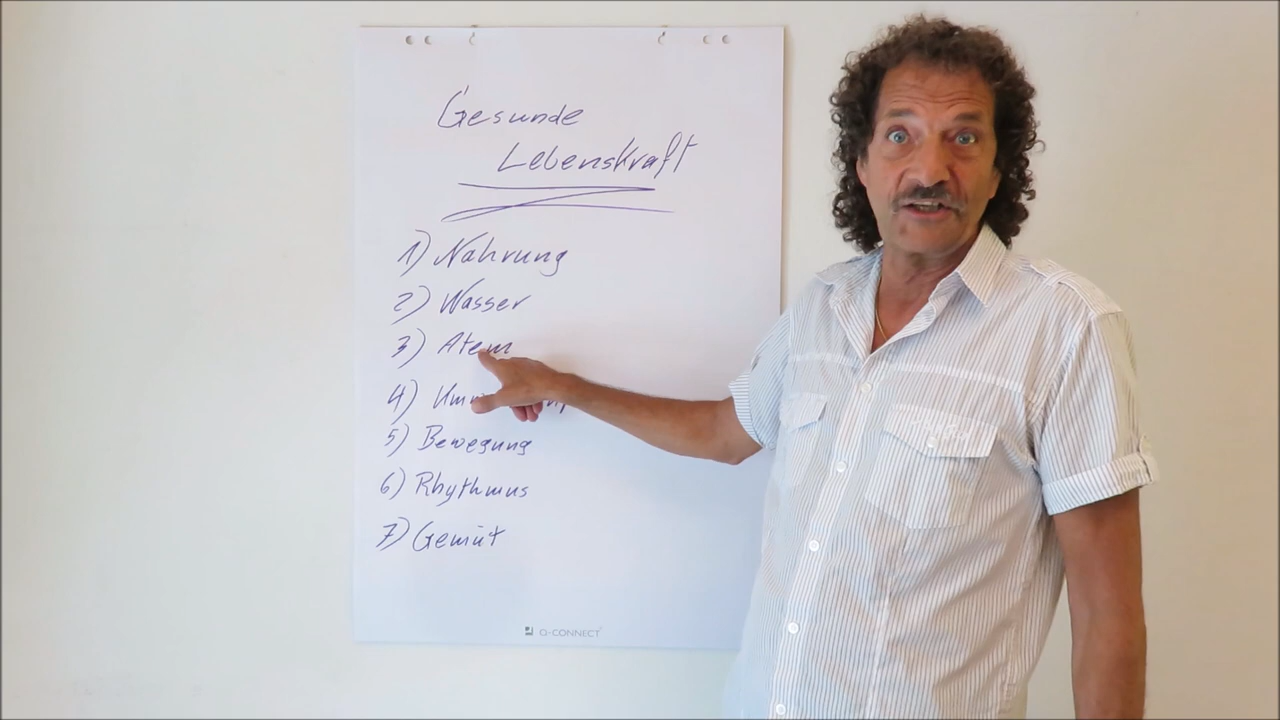 Gesunde
Lebenskraft
1) Nahrung
2) Wasser
3) Atem
4)
5) Bewegung
6) Rhythmus
7) Gemüt
Q-CONNECT